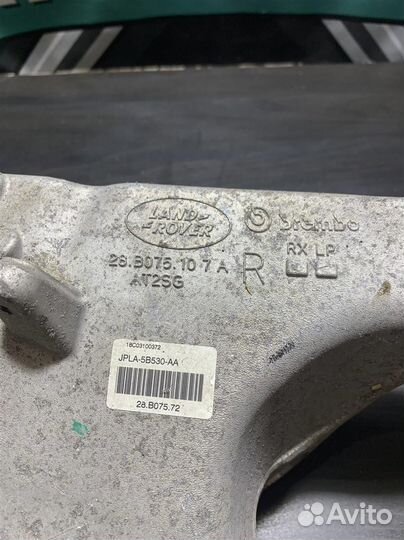 LAND
ROVER
brembo
28.B075.10 7 A
R
RX LP
AT2SG
18C03100372
JPLA-5B530-AA
28.B075.72
Avito